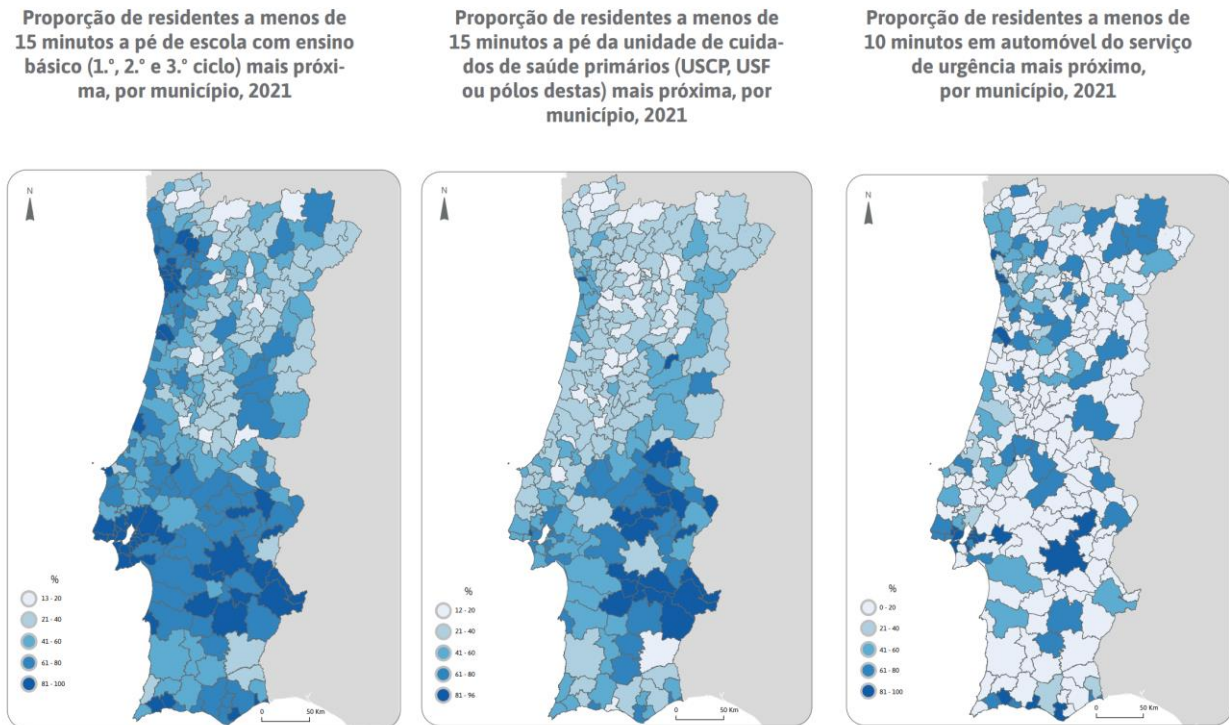 Proporção de residentes a menos de
15 minutos a pé de escola com ensino
básico (1.°, 2.° e 3.° ciclo) mais próxi-
ma, por município, 2021
N
%
13 - 20
21 - 40
41 - 60
61 - 80
81 - 100
0 50 Km
Proporção de residentes a menos de
15 minutos a pé da unidade de cuida-
dos de saúde primários (USCP, USF
ou pólos destas) mais próxima, por
município, 2021
N
%
12 - 20
21 - 40
41 - 60
61 - 80
81 - 96
0 50 Km
Proporção de residentes a menos de
10 minutos em automóvel do serviço
de urgência mais próximo,
por município, 2021
N
%
0 - 20
21 - 40
41 - 60
61 - 80
81 - 100
0 50 Km